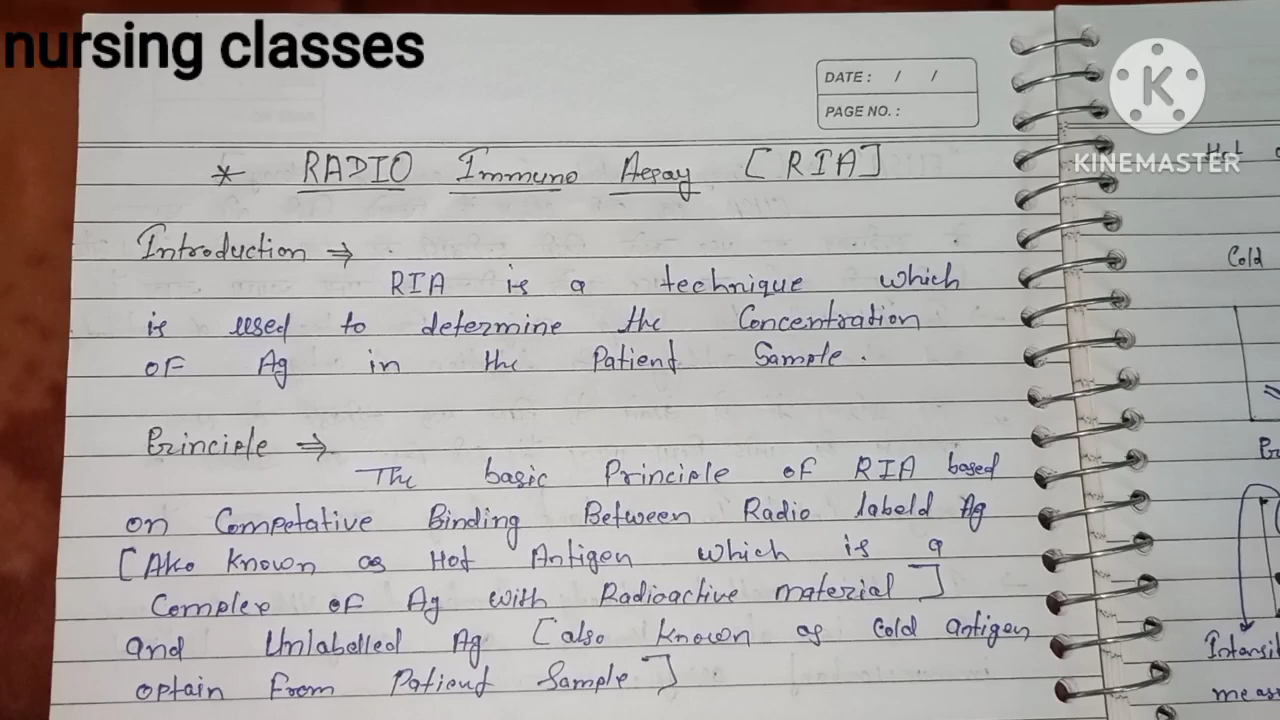 nursing classes
DATE: / /
PAGE NO.:
K
KINEMASTER
* RADIO Immuno Assay [RIA]
Introduction ⇒
RIA is a technique which
is used to determine the Concentration
of Ag in the Patient Sample.
Principle ⇒
The basic Principle of RIA based
on Competative Binding Between Radio labeld Ag
[Also Known as Hot Antigen which is a
Complex of Ag with Radioactive material]
and Unlabelled Ag [also Known as Cold antigen
optain From Patient Sample]
Hot
Cold